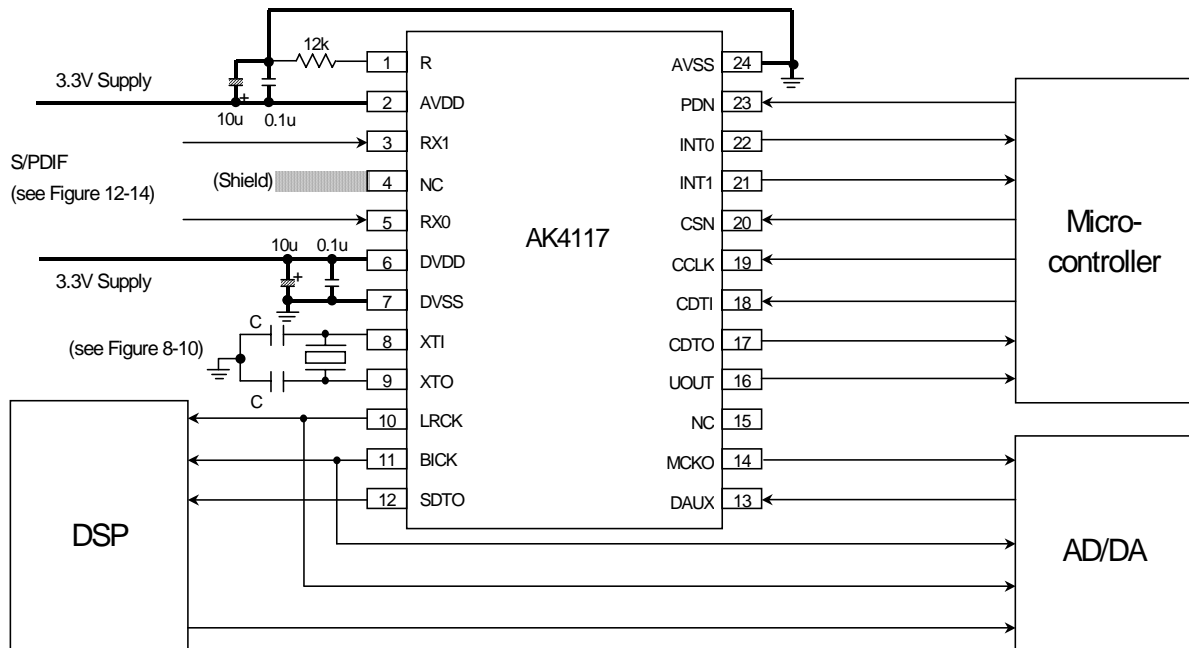 12k
1 R
AVSS 24
3.3V Supply
+
10u 0.1u
2 AVDD
PDN 23
3 RX1
INT0 22
S/PDIF
(see Figure 12-14)
(Shield)
4 NC
INT1 21
5 RX0
CSN 20
AK4117
Micro-
controller
10u 0.1u
+
6 DVDD
CCLK 19
3.3V Supply
7 DVSS
CDTI 18
C
(see Figure 8-10)
8 XTI
CDTO 17
9 XTO
UOUT 16
C
10 LRCK
NC 15
11 BICK
MCKO 14
12 SDTO
DAUX 13
DSP
AD/DA